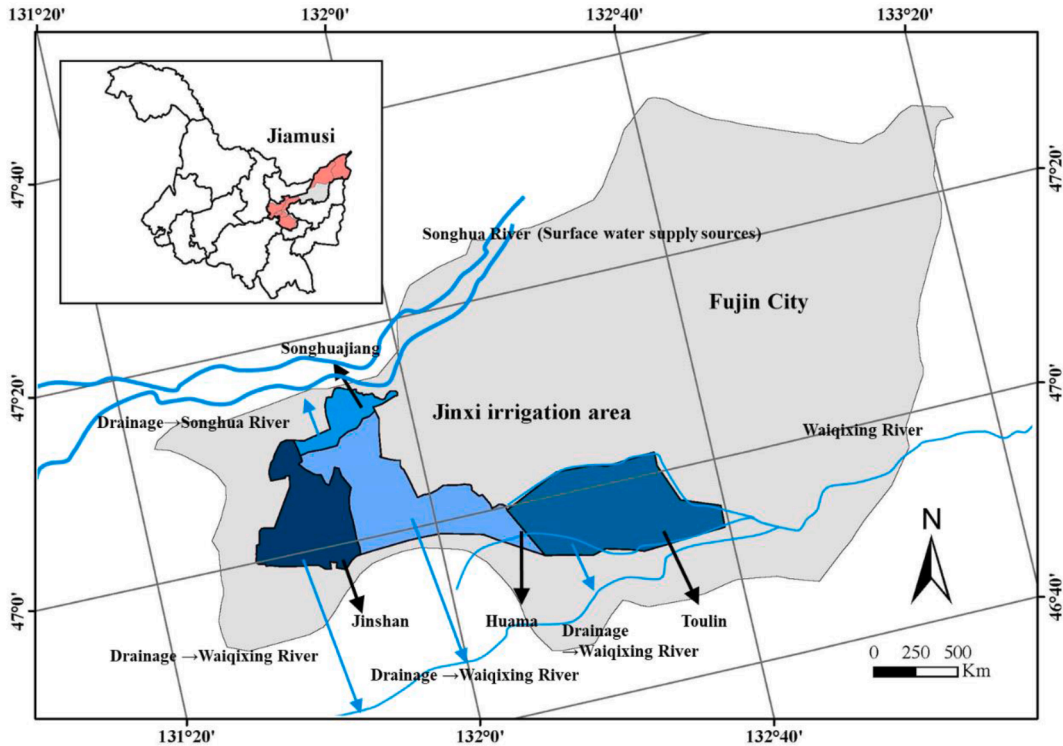 131°20'
132°0'
132°40'
133°20'
Jiamusi
47°40'
47°20'
Songhua River (Surface water supply sources)
Fujin City
Songhuajiang
47°20'
47°0'
Jinxi irrigation area
Drainage→Songhua River
Waiqixing River
N
47°0'
46°40'
Jinshan
Huama
Toulin
Drainage
→Waiqixing River
Drainage →Waiqixing River
Drainage →Waiqixing River
0 250 500
Km
131°20'
132°0'
132°40'